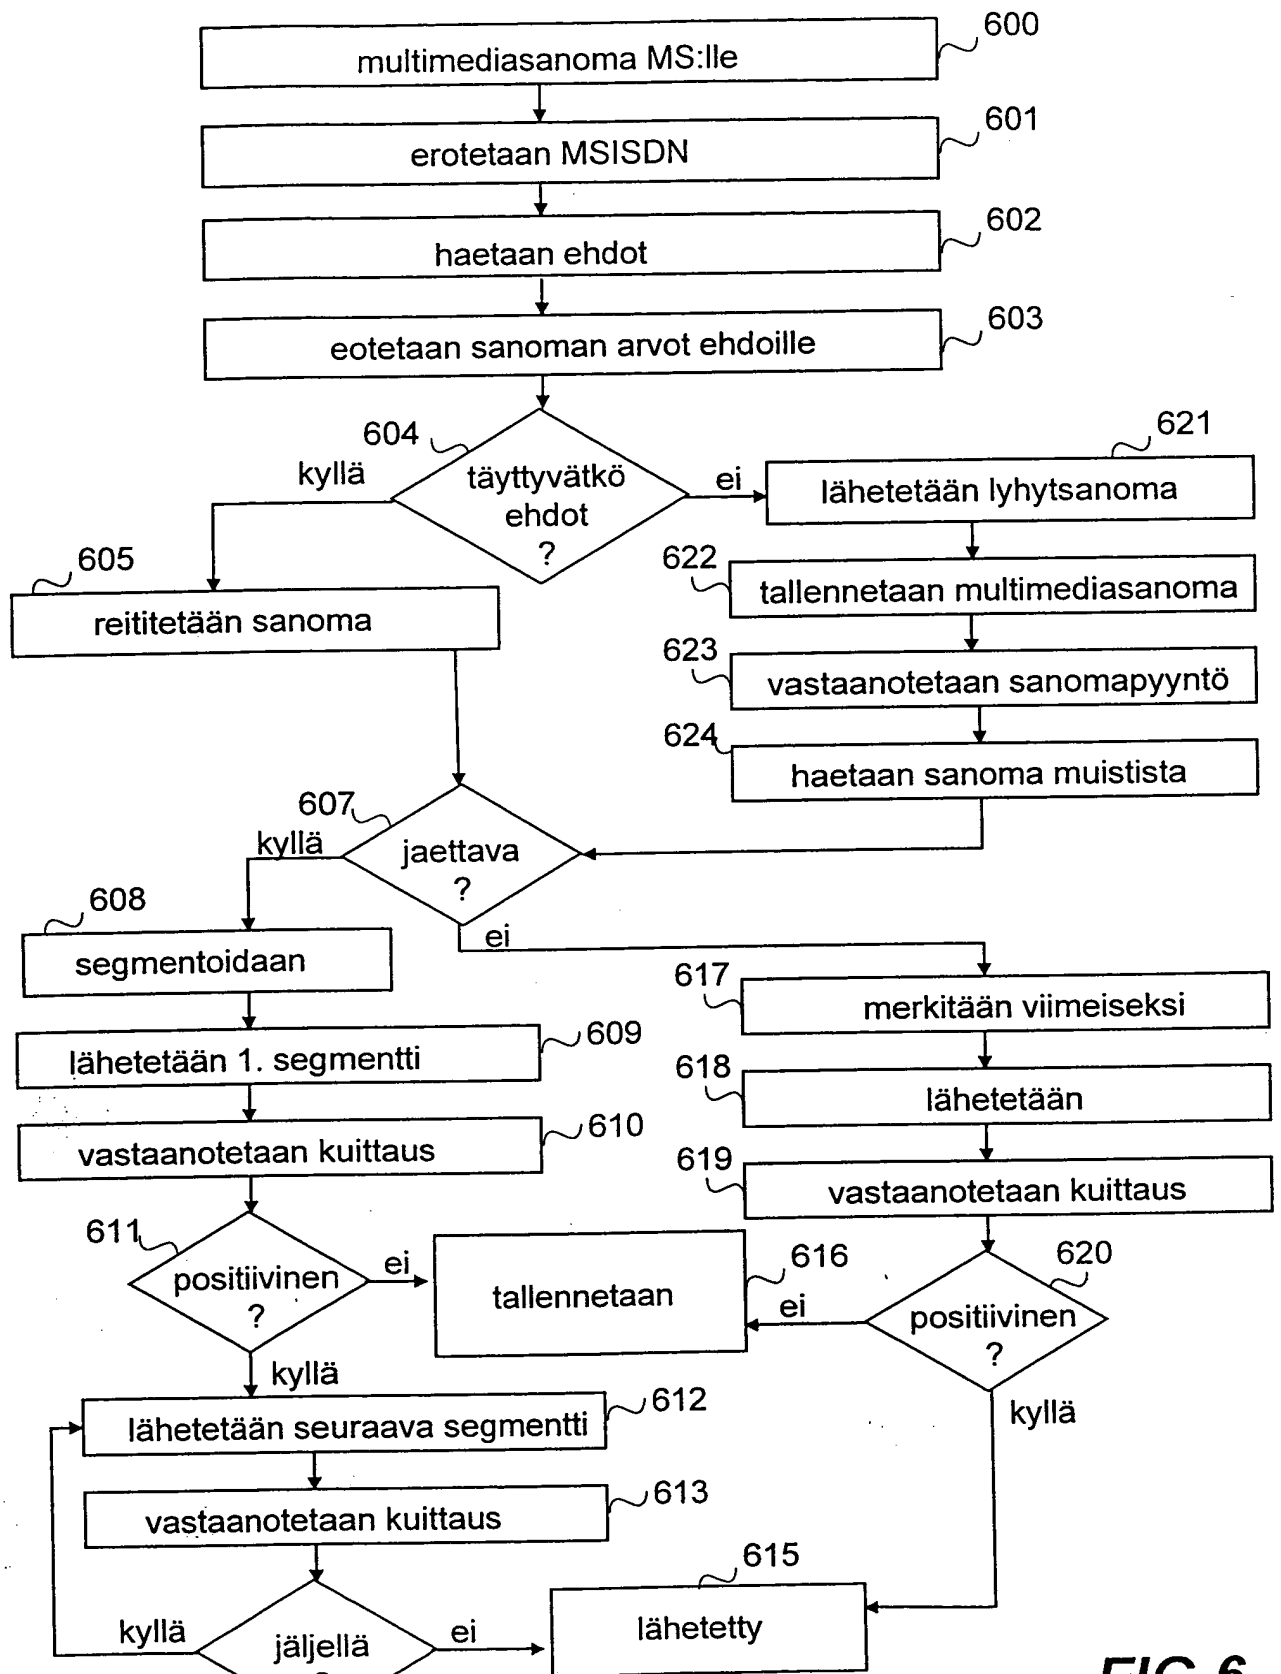 600
multimediasanoma MS:lle
601
erotetaan MSISDN
602
haetaan ehdot
603
eotetaan sanoman arvot ehdoille
604
kyllä
täyttyvätkö
ehdot
?
ei
621
lähetetään lyhytsanoma
605
reititetään sanoma
622
tallennetaan multimediasanoma
623
vastaanotetaan sanomapyyntö
624
haetaan sanoma muistista
607
kyllä
jaettava
?
ei
608
segmentoidaan
617
merkitään viimeiseksi
609
lähetetään 1. segmentti
618
lähetetään
610
vastaanotetaan kuittaus
619
vastaanotetaan kuittaus
611
positiivinen
?
ei
kyllä
616
tallennetaan
620
ei
positiivinen
?
kyllä
612
lähetetään seuraava segmentti
613
vastaanotetaan kuittaus
615
kyllä
jäljellä
ei
lähetetty
FIG 6